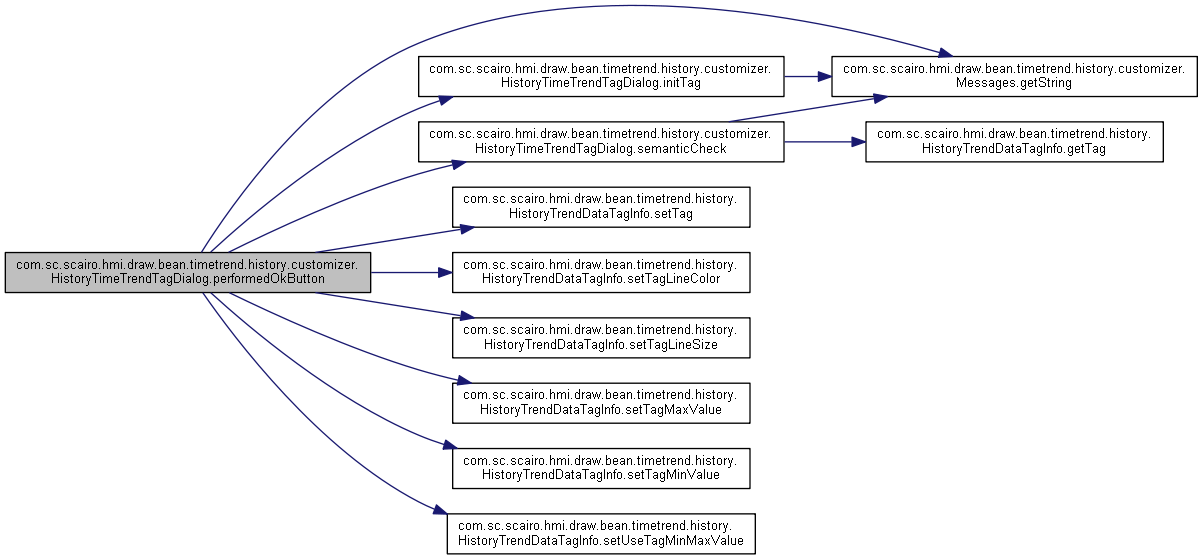 com.sc.scairo.hmi.draw.bean.timetrend.history.customizer.
HistoryTimeTrendTagDialog.initTag
com.sc.scairo.hmi.draw.bean.timetrend.history.customizer.
Messages.getString
com.sc.scairo.hmi.draw.bean.timetrend.history.customizer.
HistoryTimeTrendTagDialog.semanticCheck
com.sc.scairo.hmi.draw.bean.timetrend.history.
HistoryTrendDataTagInfo.getTag
com.sc.scairo.hmi.draw.bean.timetrend.history.
HistoryTrendDataTagInfo.setTag
com.sc.scairo.hmi.draw.bean.timetrend.history.customizer.
HistoryTimeTrendTagDialog.performedOkButton
com.sc.scairo.hmi.draw.bean.timetrend.history.
HistoryTrendDataTagInfo.setTagLineColor
com.sc.scairo.hmi.draw.bean.timetrend.history.
HistoryTrendDataTagInfo.setTagLineSize
com.sc.scairo.hmi.draw.bean.timetrend.history.
HistoryTrendDataTagInfo.setTagMaxValue
com.sc.scairo.hmi.draw.bean.timetrend.history.
HistoryTrendDataTagInfo.setTagMinValue
com.sc.scairo.hmi.draw.bean.timetrend.history.
HistoryTrendDataTagInfo.setUseTagMinMaxValue